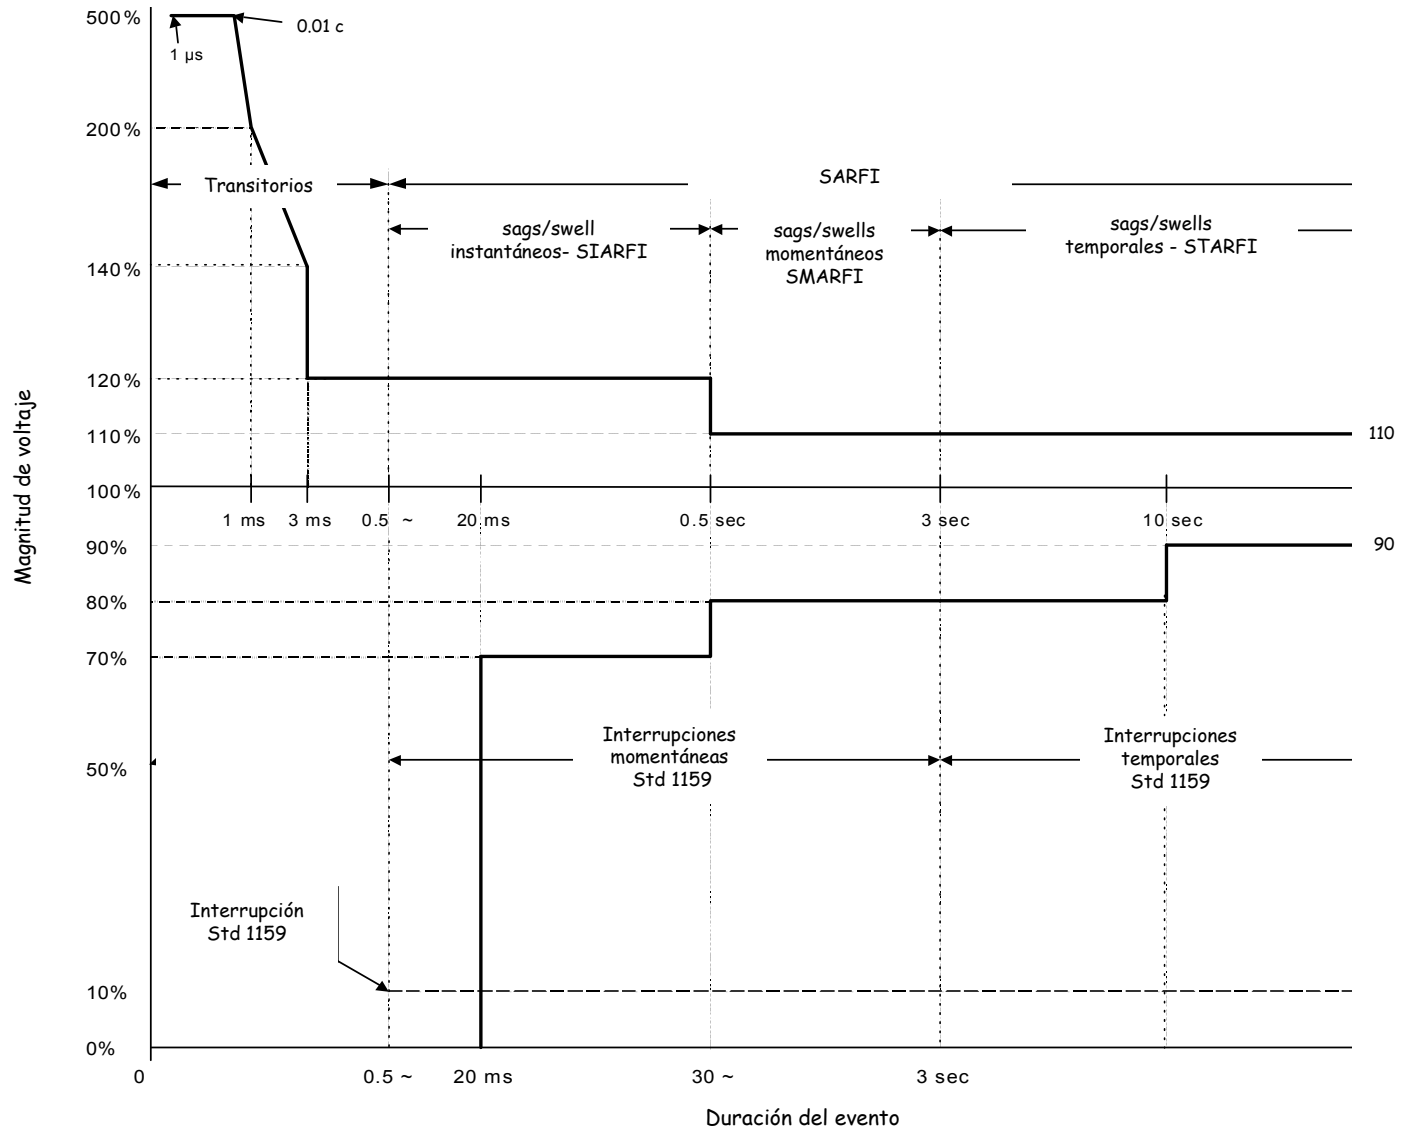 500%
0.01 c
1 µs
200%
Transitorios
SARFI
sags/swell
instantáneos- SIARFI
sags/swells
momentáneos
SMARFI
sags/swells
temporales - STARFI
140%
120%
110%
110
100%
1 ms
3 ms
0.5 ~
20 ms
0.5 sec
3 sec
10 sec
90%
90
80%
70%
Magnitud de voltaje
Interrupciones
momentáneas
Std 1159
Interrupciones
temporales
Std 1159
50%
Interrupción
Std 1159
10%
0%
0
0.5 ~
20 ms
30 ~
3 sec
Duración del evento